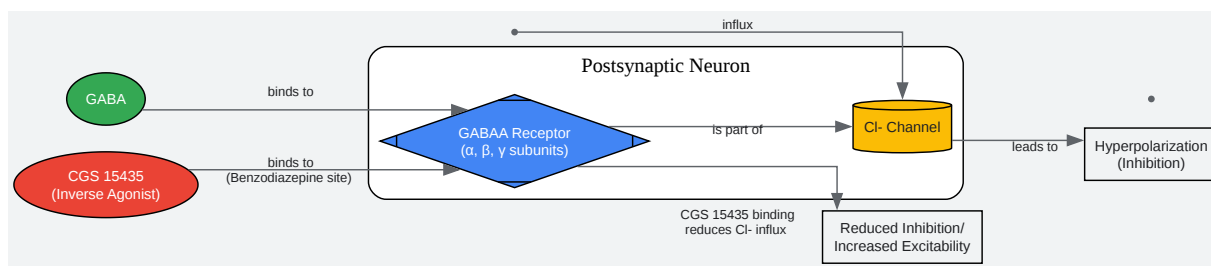 influx
Postsynaptic Neuron
GABA
binds to
GABAA Receptor
(α, β, γ subunits)
is part of
Cl- Channel
leads to
Hyperpolarization
(Inhibition)
CGS 15435
(Inverse Agonist)
binds to
(Benzodiazepine site)
CGS 15435 binding
reduces Cl- influx
Reduced Inhibition/
Increased Excitability